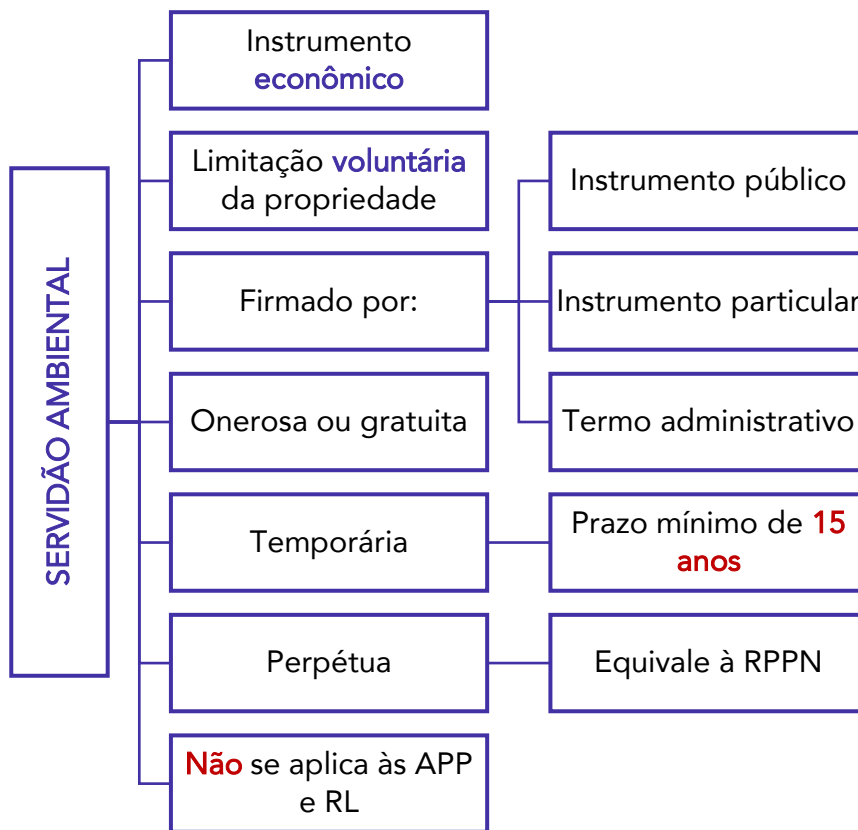 SERVIDÃO AMBIENTAL
Instrumento
econômico
Limitação voluntária
da propriedade
Firmado por:
Instrumento público
Instrumento particular
Termo administrativo
Onerosa ou gratuita
Temporária
Prazo mínimo de 15
anos
Perpétua
Equivale à RPPN
Não se aplica às APP
e RL